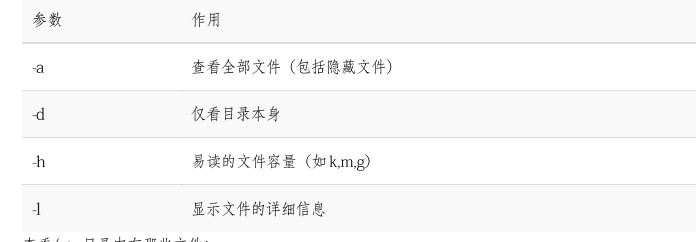 参数 作用
-a 查看全部文件（包括隐藏文件）
-d 仅看目录本身
-h 易读的文件容量（如k,m,g）
-l 显示文件的详细信息